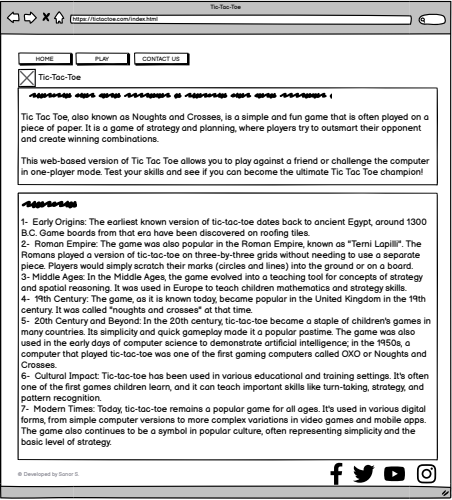 Tic-Tac-Toe
https://tictactoe.com/index.html
HOME
PLAY
CONTACT US
Tic-Tac-Toe
Tic Tac Toe, also known as Noughts and Crosses, is a simple and fun game that is often played on a
piece of paper. It is a game of strategy and planning, where players try to outsmart their opponent
and create winning combinations.
This web-based version of Tic Tac Toe allows you to play against a friend or challenge the computer
in one-player mode. Test your skills and see if you can become the ultimate Tic Tac Toe champion!
1- Early Origins: The earliest known version of tic-tac-toe dates back to ancient Egypt, around 1300
B.C. Game boards from that era have been discovered on roofing tiles.
2- Roman Empire: The game was also popular in the Roman Empire, known as "Terni Lapilli". The
Romans played a version of tic-tac-toe on three-by-three grids without needing to use a separate
piece. Players would simply scratch their marks (circles and lines) into the ground or on a board.
3- Middle Ages: In the Middle Ages, the game evolved into a teaching tool for concepts of strategy
and spatial reasoning. It was used in Europe to teach children mathematics and strategy skills.
4- 19th Century: The game, as it is known today, became popular in the United Kingdom in the 19th
century. It was called "noughts and crosses" at that time.
5- 20th Century and Beyond: In the 20th century, tic-tac-toe became a staple of children's games in
many countries. Its simplicity and quick gameplay made it a popular pastime. The game was also
used in the early days of computer science to demonstrate artificial intelligence; in the 1950s, a
computer that played tic-tac-toe was one of the first gaming computers called OXO or Noughts and
Crosses.
6- Cultural Impact: Tic-tac-toe has been used in various educational and training settings. It's often
one of the first games children learn, and it can teach important skills like turn-taking, strategy, and
pattern recognition.
7- Modern Times: Today, tic-tac-toe remains a popular game for all ages. It's used in various digital
forms, from simple computer versions to more complex variations in video games and mobile apps.
The game also continues to be a symbol in popular culture, often representing simplicity and the
basic level of strategy.
© Developed by Sanar S.